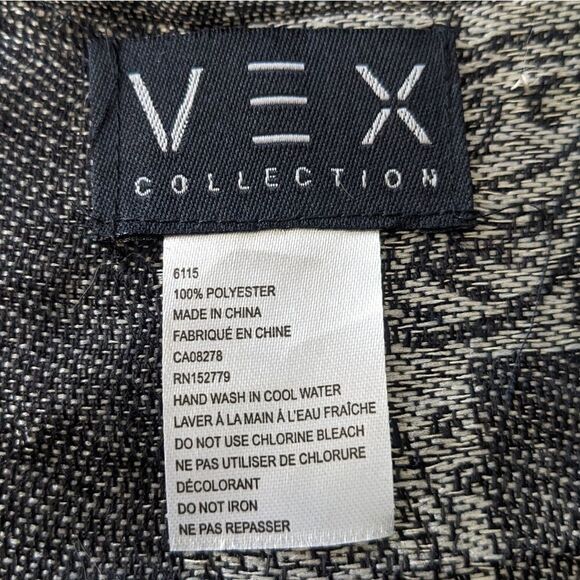 VEX
COLLECTION
6115
100% POLYESTER
MADE IN CHINA
FABRIQUÉ EN CHINE
CA08278
RN152779
HAND WASH IN COOL WATER
LAVER Á LA MAIN Á L'EAU FRAÎCHE
DO NOT USE CHLORINE BLEACH
NE PAS UTILISER DE CHLORURE
DÉCOLORANT
DO NOT IRON
NE PAS REPASSER